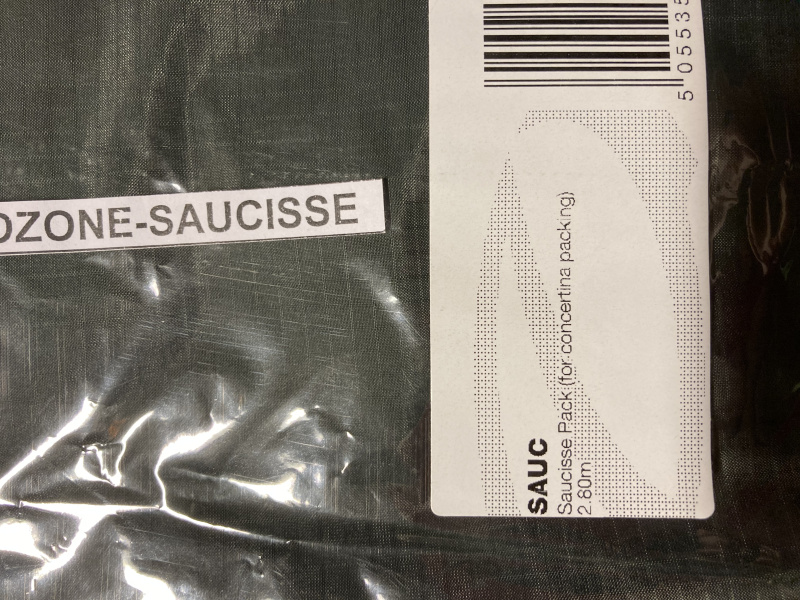 OZONE-SAUCISSE
5 05535
SAUC
Saucisse Pack (for concertina packing)
2.80m